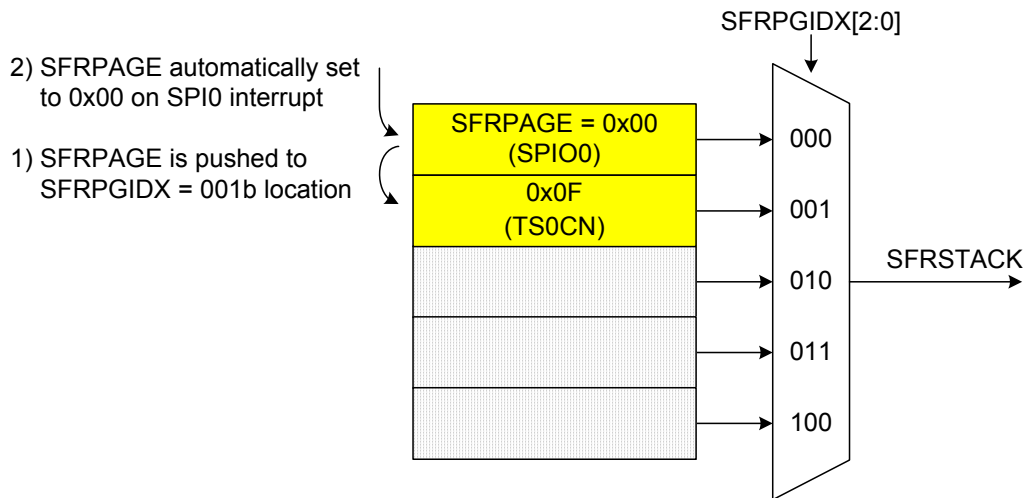 SFRPGIDX[2:0]
2) SFRPAGE automatically set
to 0x00 on SPI0 interrupt
1) SFRPAGE is pushed to
SFRPGIDX = 001b location
SFRPAGE = 0x00
(SPIO0)
0x0F
(TS0CN)
000
001
010
011
100
SFRSTACK